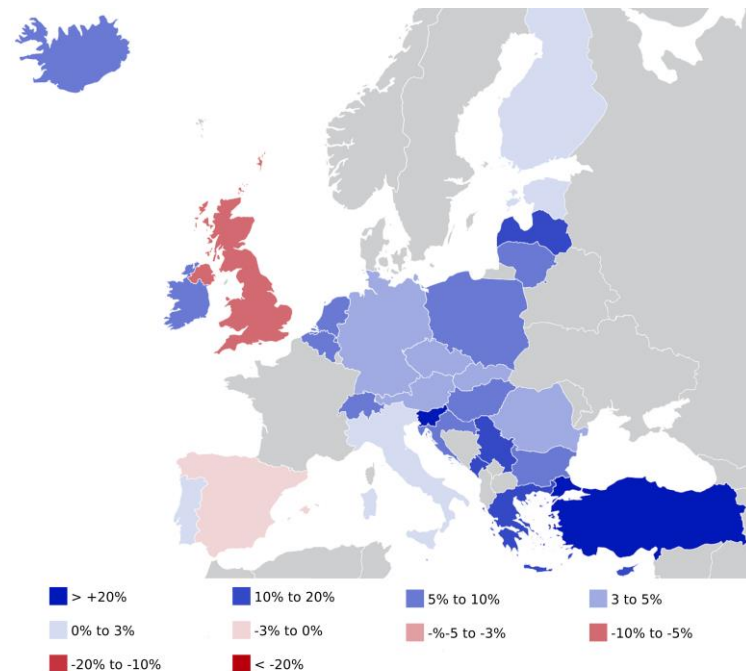 > +20%
10% to 20%
5% to 10%
3 to 5%
0% to 3%
-3% to 0%
-%-5 to -3%
-10% to -5%
-20% to -10%
< -20%